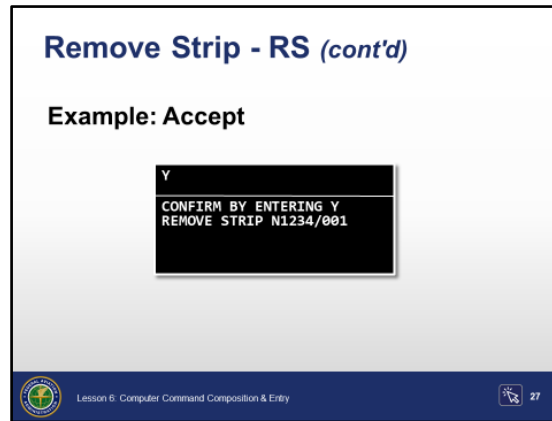 Remove Strip - RS (cont'd)
Example: Accept
Y
CONFIRM BY ENTERING Y
REMOVE STRIP N1234/001
Lesson 6: Computer Command Composition & Entry
27